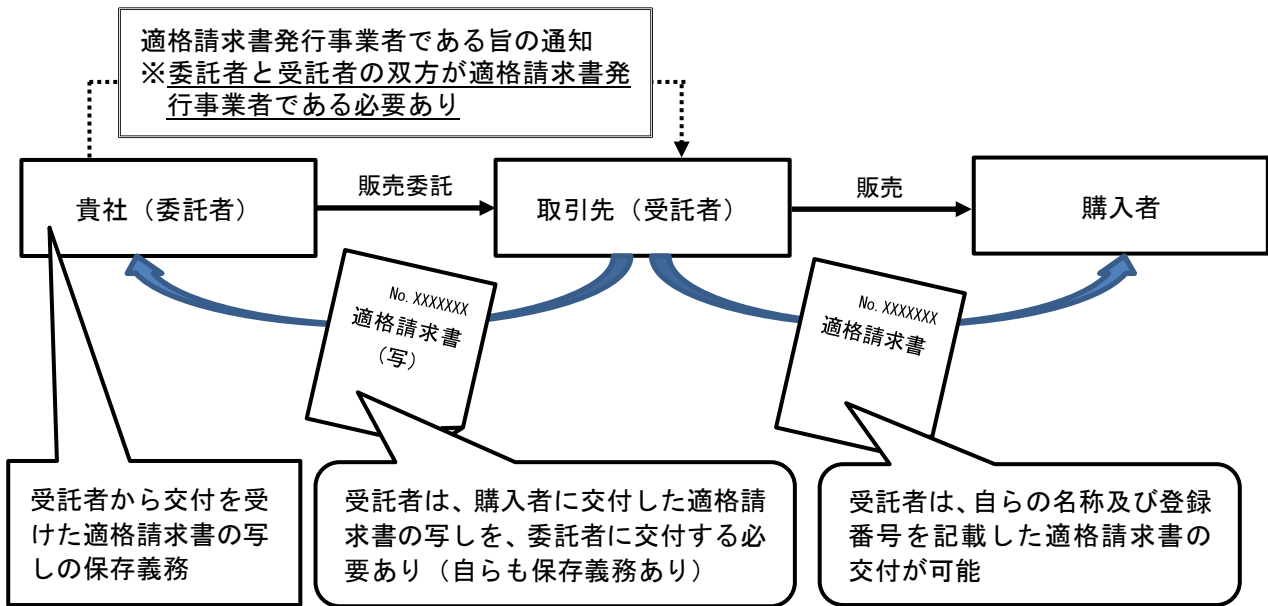 適格請求書発行事業者である旨の通知
※委託者と受託者の双方が適格請求書発
行事業者である必要あり
貴社（委託者）
販売委託
取引先（受託者）
販売
購入者
No. XXXXXXX
適格請求書
（写）
No. XXXXXXX
適格請求書
受託者から交付を受
けた適格請求書の写
しの保存義務
受託者は、購入者に交付した適格請
求書の写しを、委託者に交付する必
要あり（自らも保存義務あり）
受託者は、自らの名称及び登録
番号を記載した適格請求書の
交付が可能